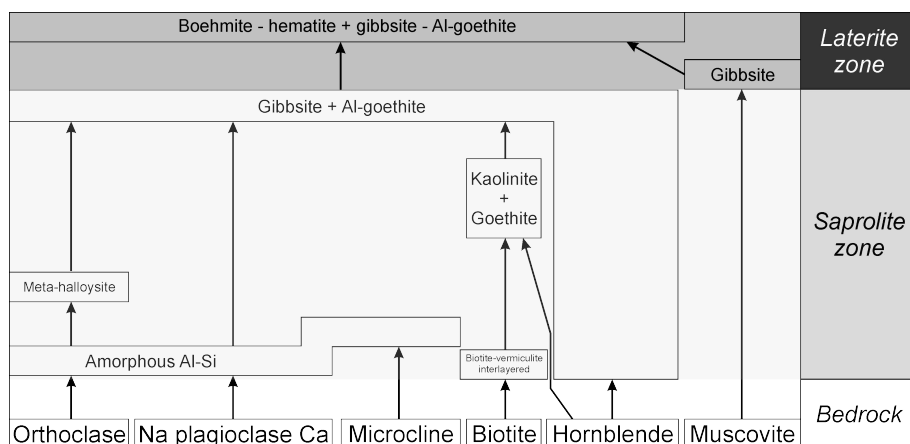 Boehmite - hematite + gibbsite - Al-goethite
Laterite
zone
Gibbsite
Gibbsite + Al-goethite
Kaolinite
+
Goethite
Saprolite
zone
Meta-halloysite
Amorphous Al-Si
Biotite-vermiculite
interlayered
Bedrock
Orthoclase
Na plagioclase Ca
Microcline
Biotite
Hornblende
Muscovite